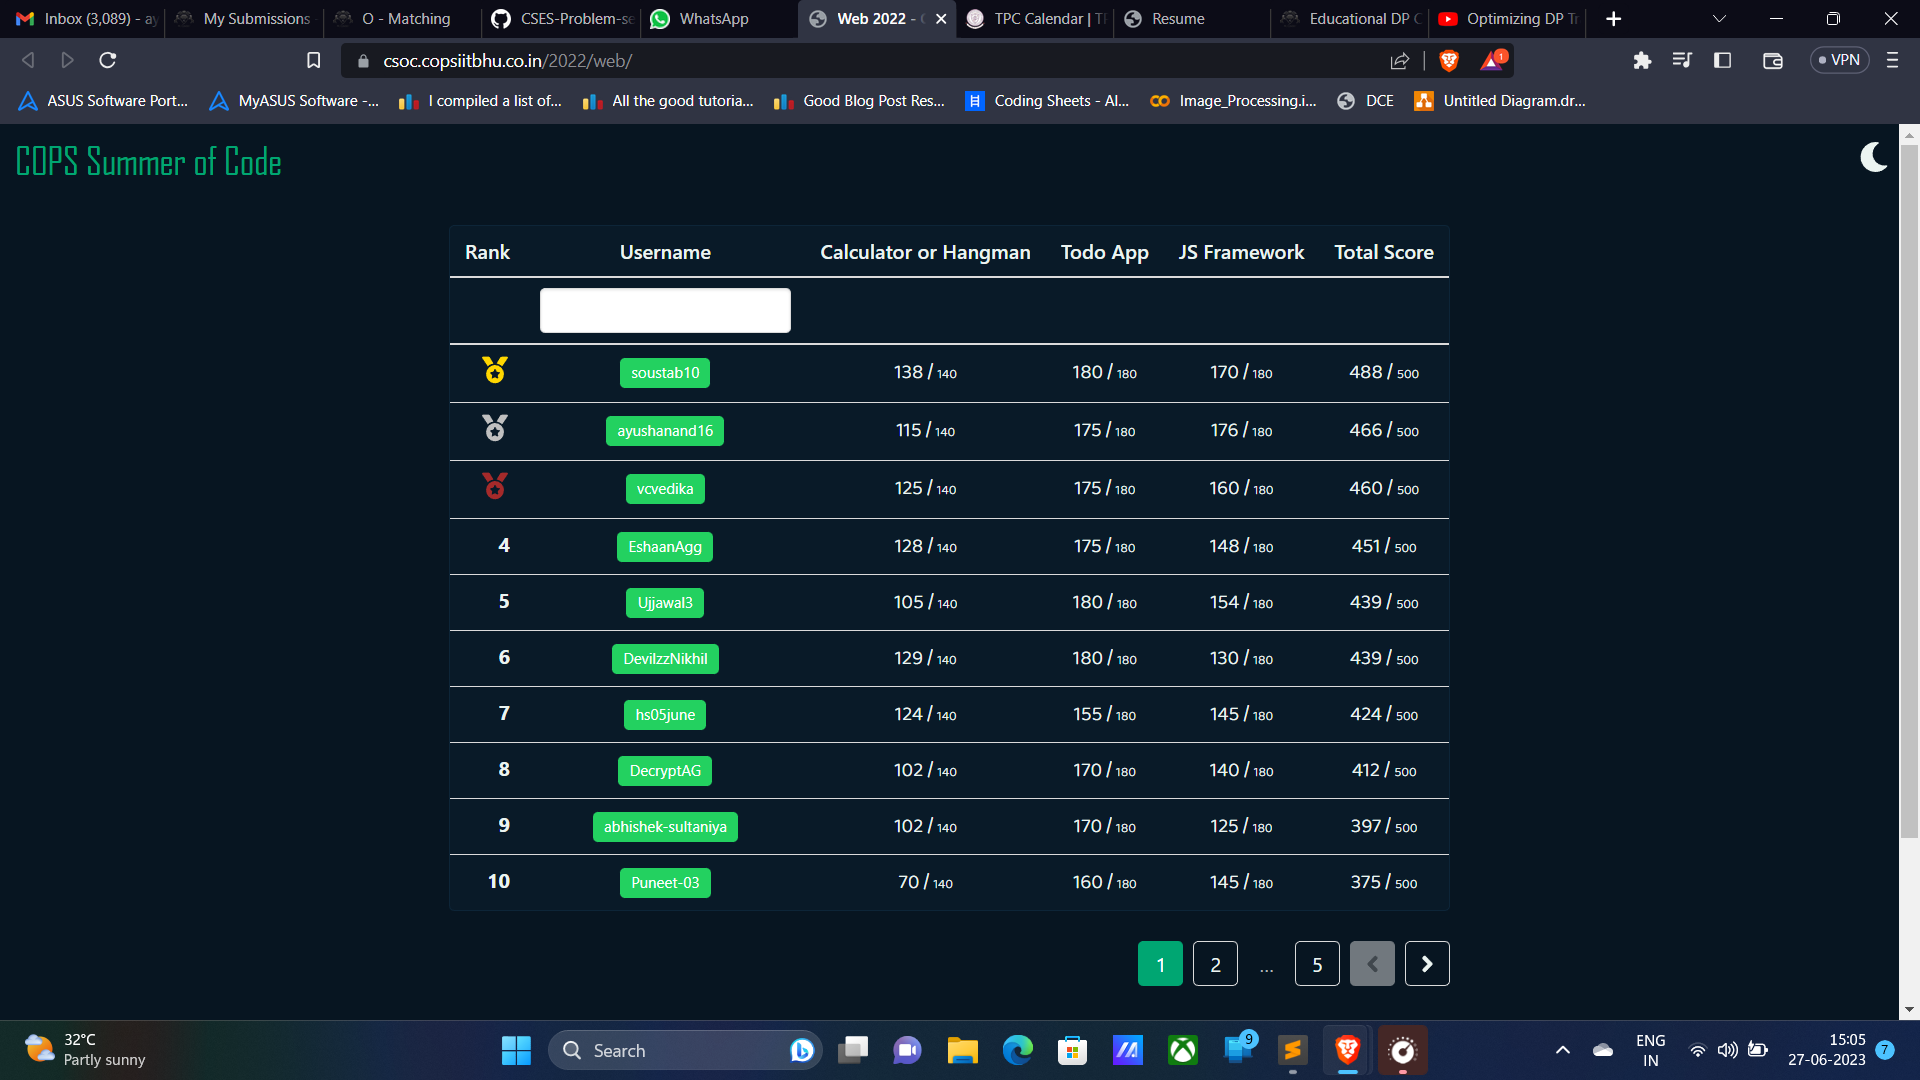 Inbox (3,089) - ay
My Submissions
O - Matching
CSES-Problem-se
WhatsApp
Web 2022 -
TPC Calendar | TP
Resume
Educational DP C
Optimizing DP Tr
csoc.copsiitbhu.co.in/2022/web/
1
VPN
ASUS Software Port...
MyASUS Software -...
I compiled a list of...
All the good tutoria...
Good Blog Post Res...
Coding Sheets - Al...
Image_Processing.i...
DCE
Untitled Diagram.dr...
COPS Summer of Code
Rank Username Calculator or Hangman Todo App JS Framework Total Score
soustab10 138 / 140 180 / 180 170 / 180 488 / 500
ayushanand16 115 / 140 175 / 180 176 / 180 466 / 500
vcvedika 125 / 140 175 / 180 160 / 180 460 / 500
4 EshaanAgg 128 / 140 175 / 180 148 / 180 451 / 500
5 Ujjawal3 105 / 140 180 / 180 154 / 180 439 / 500
6 DevilzzNikhil 129 / 140 180 / 180 130 / 180 439 / 500
7 hs05june 124 / 140 155 / 180 145 / 180 424 / 500
8 DecryptAG 102 / 140 170 / 180 140 / 180 412 / 500
9 abhishek-sultaniya 102 / 140 170 / 180 125 / 180 397 / 500
10 Puneet-03 70 / 140 160 / 180 145 / 180 375 / 500
1 2 ... 5
32°C
Partly sunny
Search
9
ENG
IN
15:05
27-06-2023
7